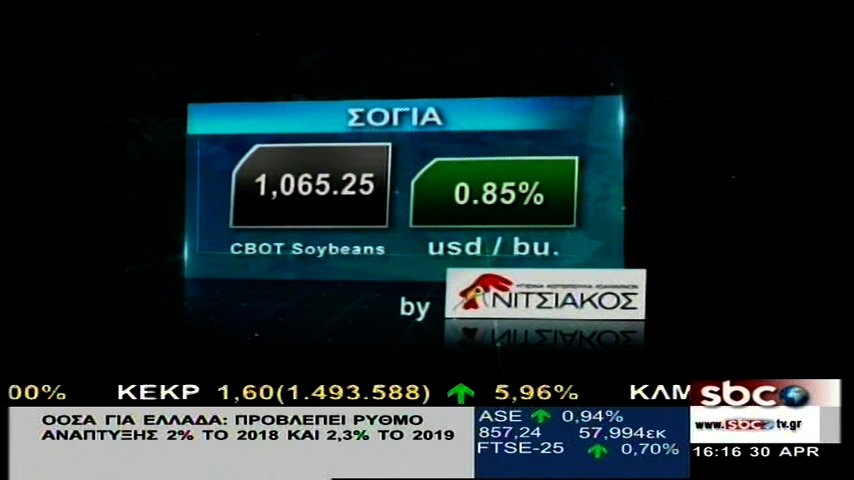 ΣΟΓΙΑ
1,065.25
0.85%
CBOT Soybeans
usd / bu.
by
ΝΙΤΣΙΑΚΟΣ
00% ΚΕΚΡ 1,60(1.493.588) 5,96% ΚΛΜ
sbc
www.sbctv.gr
ΟΟΣΑ ΓΙΑ ΕΛΛΑΔΑ: ΠΡΟΒΛΕΠΕΙ ΡΥΘΜΟ
ΑΝΑΠΤΥΞΗΣ 2% ΤΟ 2018 ΚΑΙ 2,3% ΤΟ 2019
ASE 0,94%
857,24 57,994εκ
FTSE-25 0,70%
16:16 30 APR